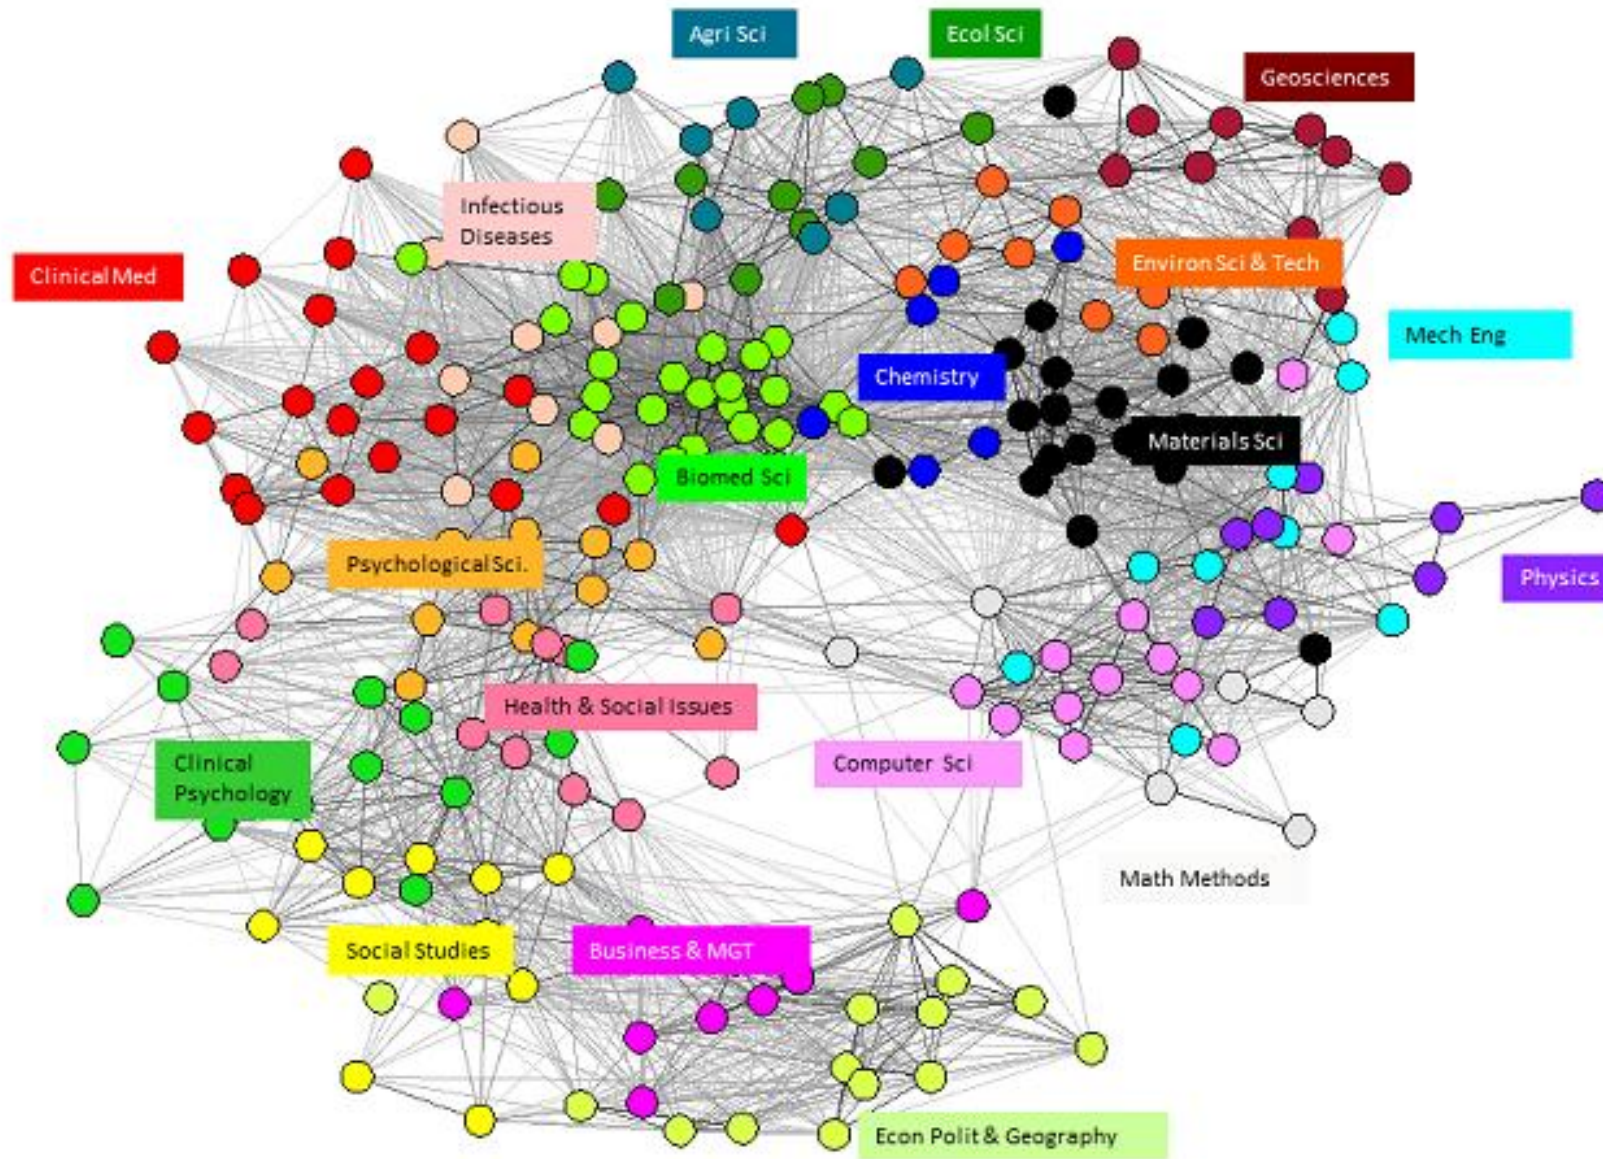 Agri Sci
Ecol Sci
Geosciences
Infectious
Diseases
Clinical Med
Environ Sci & Tech
Mech Eng
Chemistry
Materials Sci
Biomed Sci
Psychological Sci.
Physics
Health & Social Issues
Clinical
Psychology
Computer Sci
Math Methods
Social Studies
Business & MGT
Econ Polit & Geography